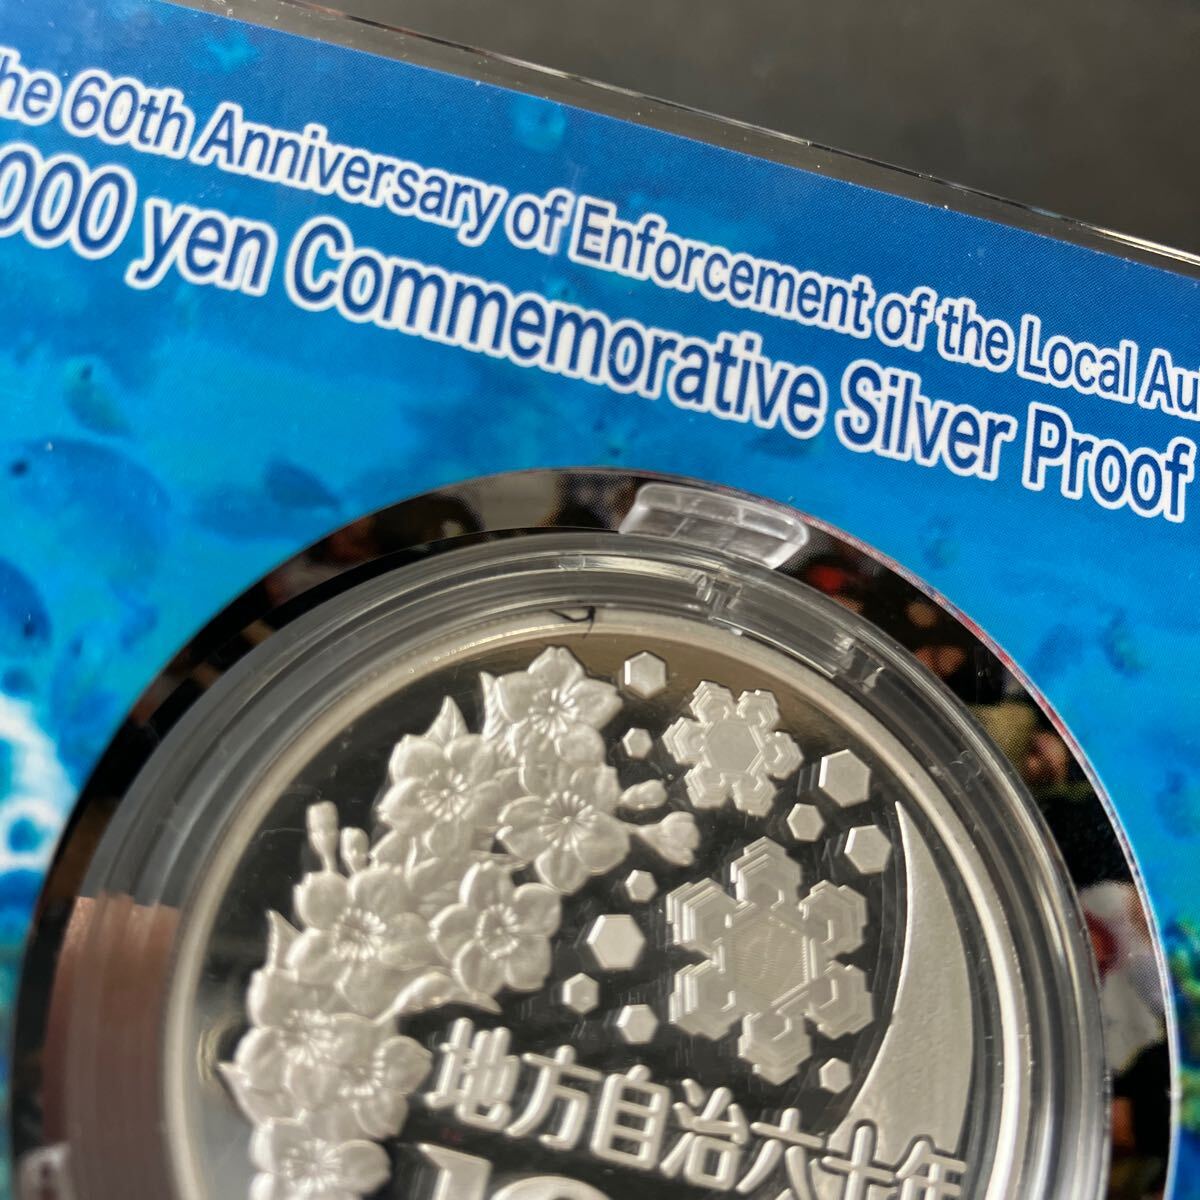 he 60th Anniversary of Enforcement of the Local Au
000 yen Commemorative Silver Proof
地方自治六十年
10